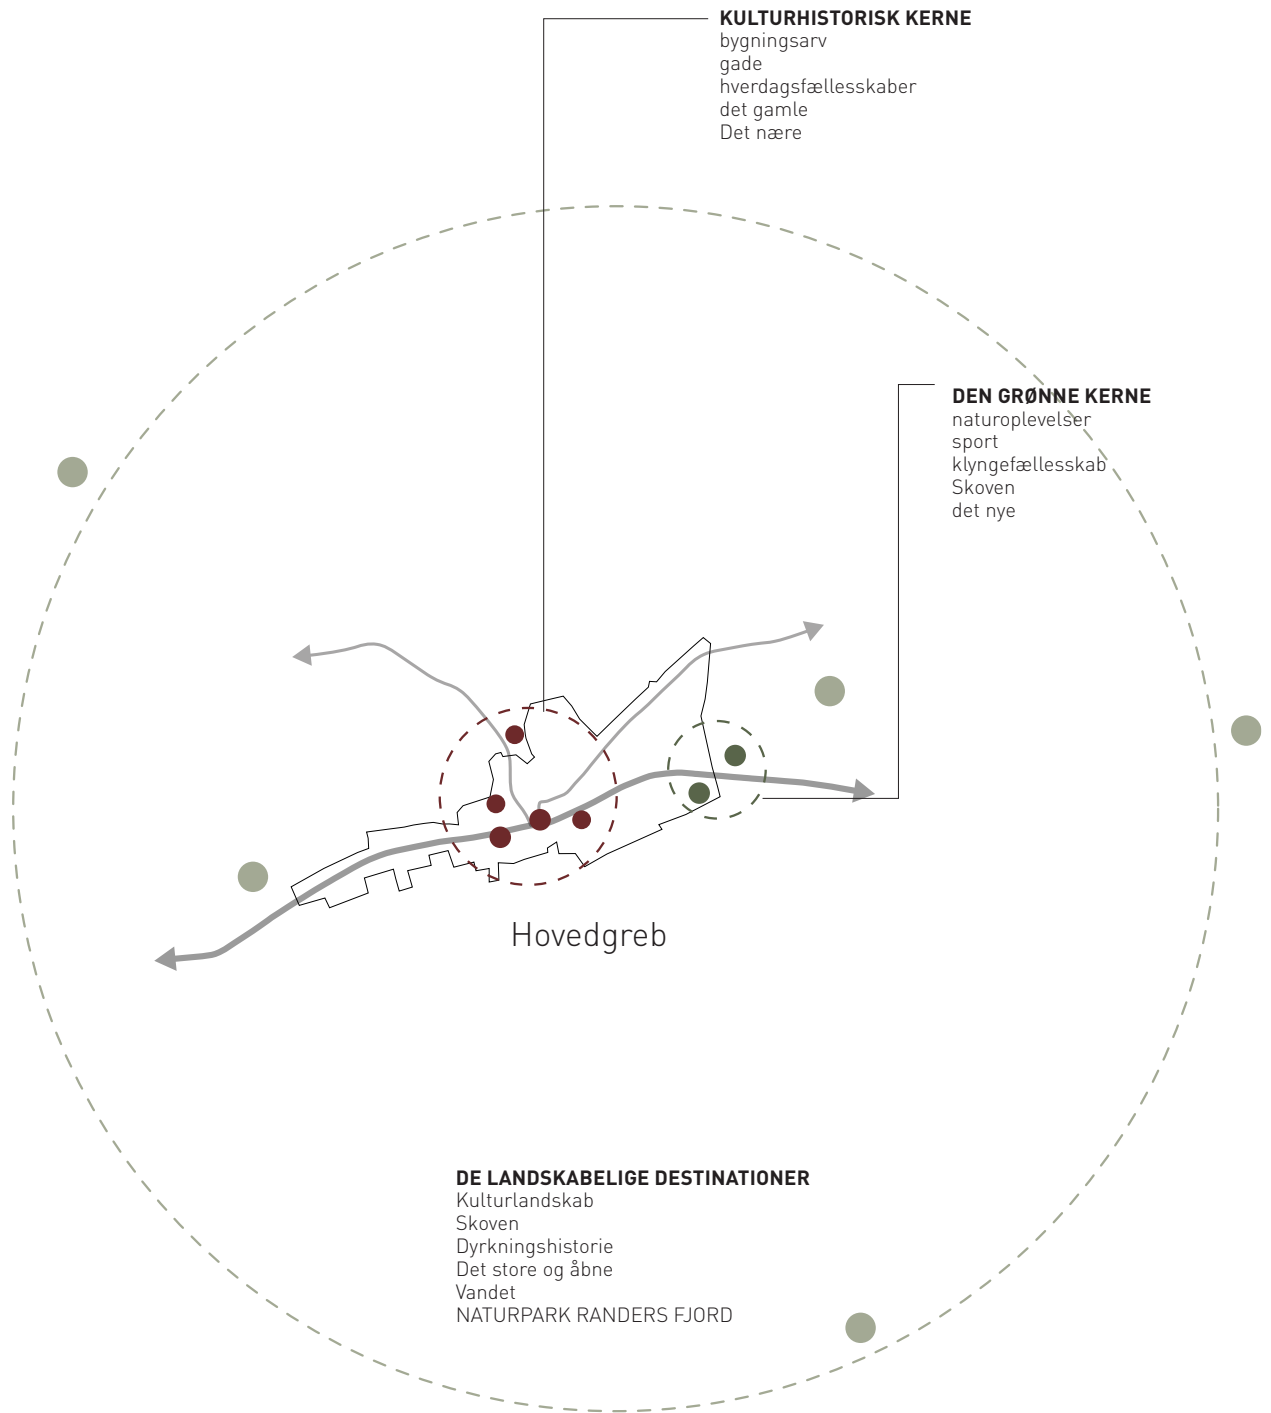 KULTURHISTORISK KERNE
bygningsarv
gade
hverdagsfællesskaber
det gamle
Det nære
DEN GRØNNE KERNE
naturoplevelser
sport
klyngefællesskab
Skoven
det nye
Hovedgreb
DE LANDSKABELIGE DESTINATIONER
Kulturlandskab
Skoven
Dyrkningshistorie
Det store og åbne
Vandet
NATURPARK RANDERS FJORD